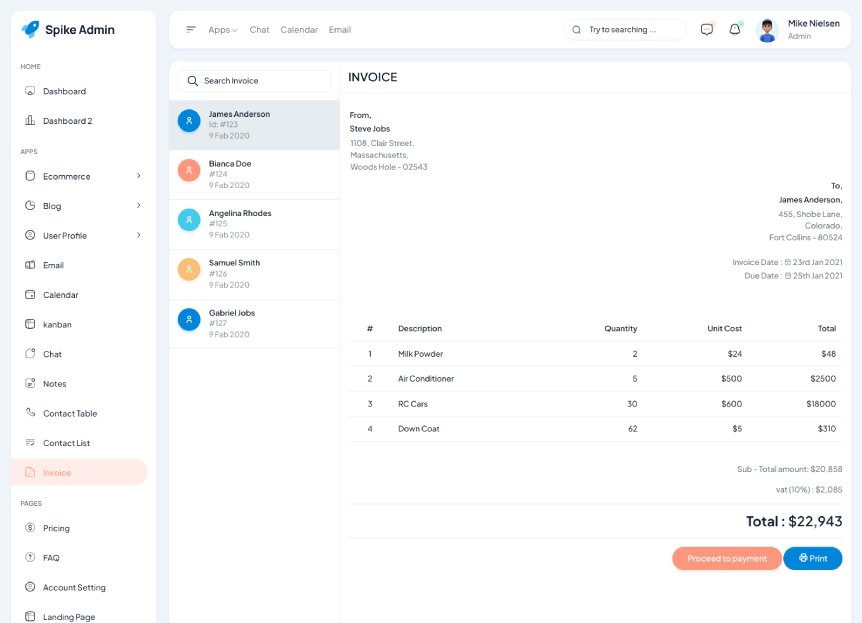 Spike Admin
HOME
Dashboard
Dashboard 2
APPS
Ecommerce
Blog
User Profile
Email
Calendar
kanban
Chat
Notes
Contact Table
Contact List
Invoice
PAGES
Pricing
FAQ
Account Setting
Landing Page
Apps Chat Calendar Email
Try to searching ...
Mike Nielsen
Admin
Search Invoice
James Anderson
Id: #123
9 Fab 2020
Bianca Doe
#124
9 Fab 2020
Angelina Rhodes
#125
9 Fab 2020
Samuel Smith
#126
9 Fab 2020
Gabriel Jobs
#127
9 Fab 2020
INVOICE
From,
Steve Jobs
1108, Clair Street,
Massachusetts,
Woods Hole - 02543
To,
James Anderson,
455, Shobe Lane,
Colorado,
Fort Collins - 80524
Invoice Date : 23rd Jan 2021
Due Date : 25th Jan 2021
# Description Quantity Unit Cost Total
1 Milk Powder 2 $24 $48
2 Air Conditioner 5 $500 $2500
3 RC Cars 30 $600 $18000
4 Down Coat 62 $5 $310
Sub - Total amount: $20,858
vat (10%) : $2,085
Total : $22,943
Proceed to payment Print